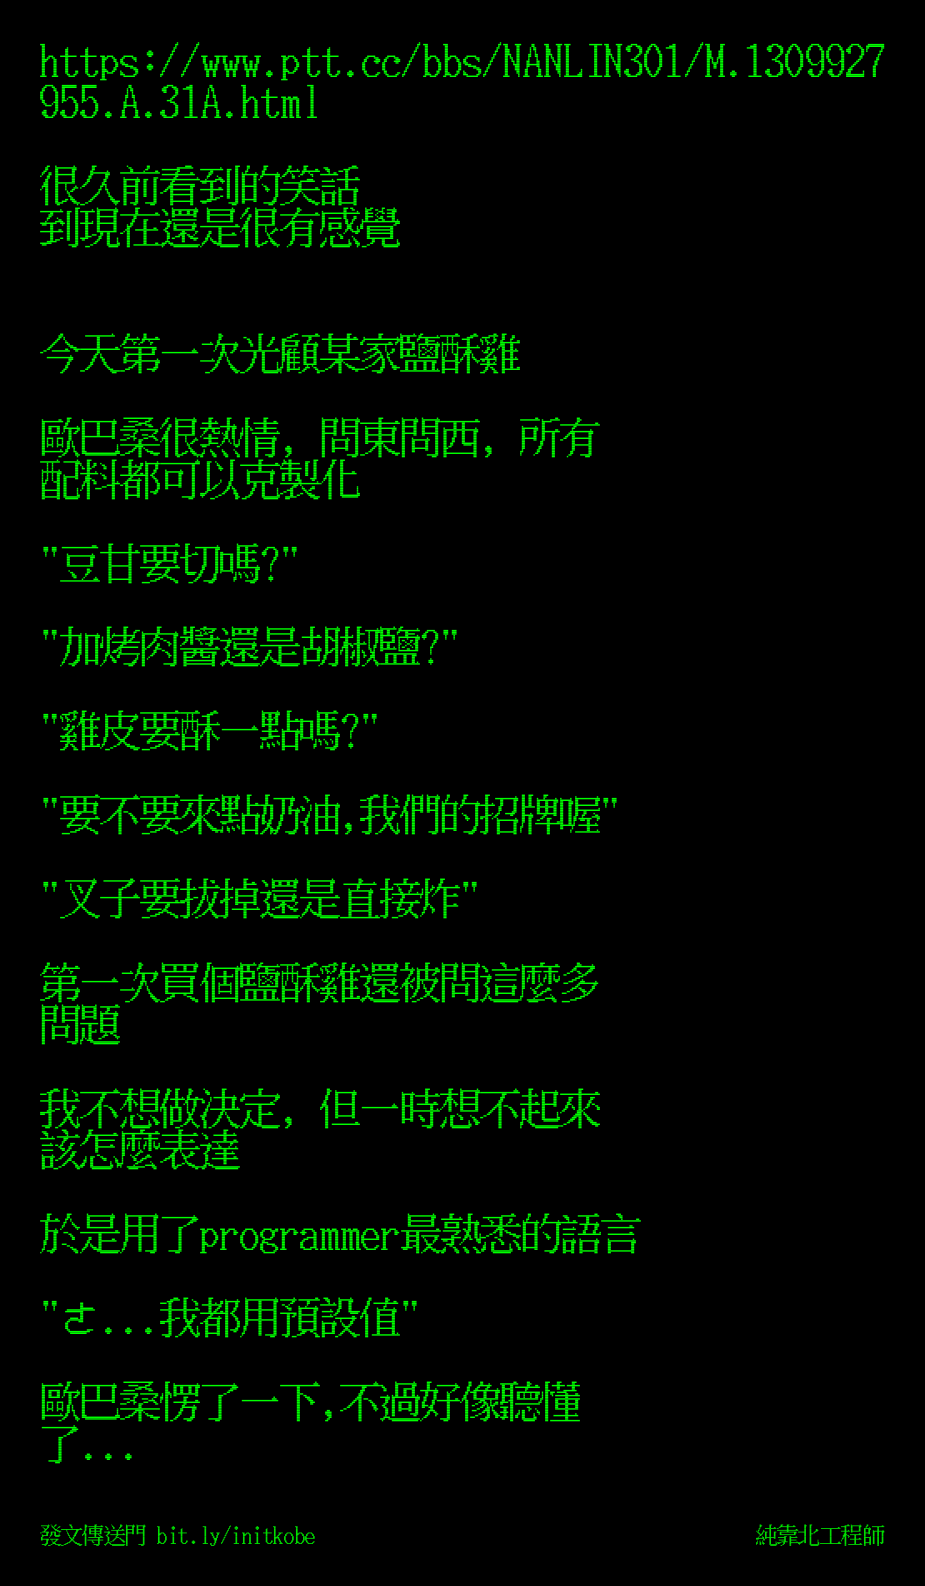 https://www.ptt.cc/bbs/NANLIN301/M.1309927
955.A.31A.html
很久前看到的笑話
到現在還是很有感覺
今天第一次光顧某家鹽酥雞
歐巴桑很熱情, 問東問西, 所有
配料都可以克製化
"豆甘要切嗎?"
"加烤肉醬還是胡椒鹽?"
"雞皮要酥一點嗎?"
"要不要來點奶油,我們的招牌喔"
"叉子要拔掉還是直接炸"
第一次買個鹽酥雞還被問這麼多
問題
我不想做決定, 但一時想不起來
該怎麼表達
於是用了programmer最熟悉的語言
"ㄜ...我都用預設值"
歐巴桑愣了一下,不過好像聽懂
了...
發文傳送門 bit.ly/initkobe
純靠北工程師